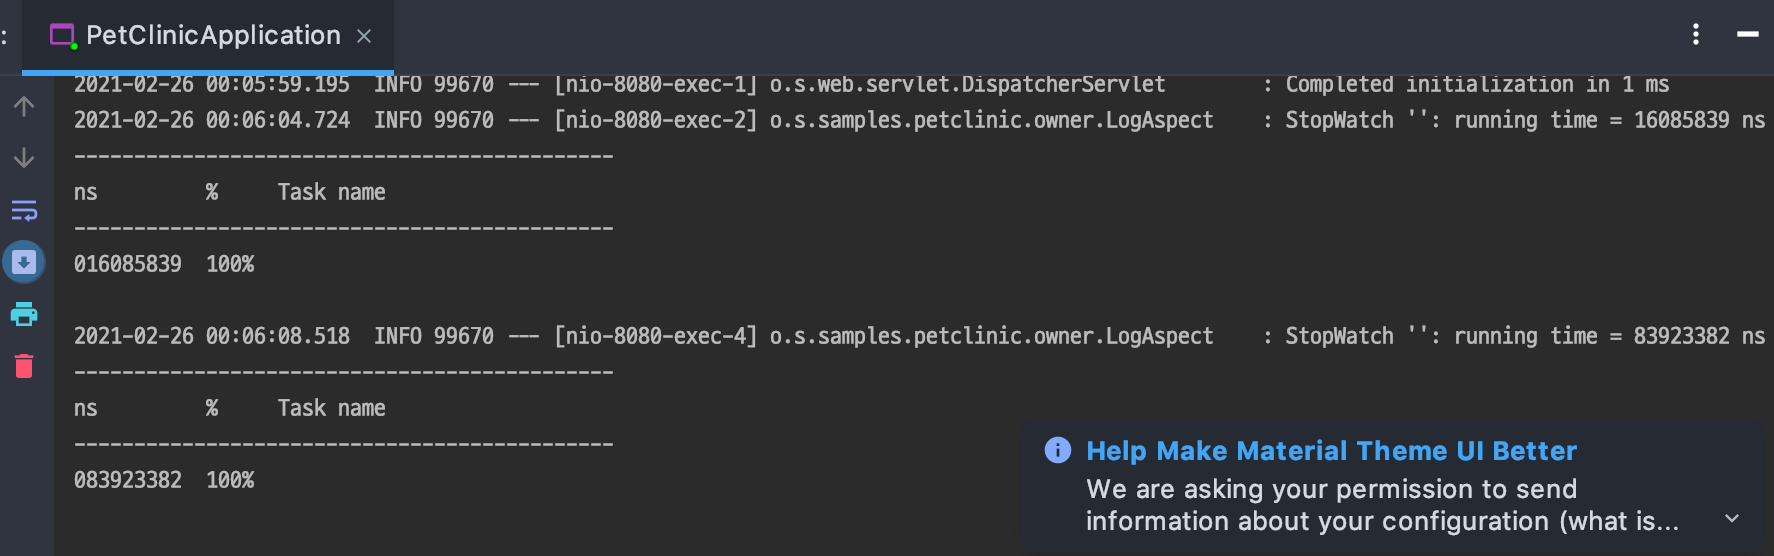 :
PetClinicApplication ×
2021-02-26 00:05:59.195  INFO 99670 --- [nio-8080-exec-1] o.s.web.servlet.DispatcherServlet        : Completed initialization in 1 ms
2021-02-26 00:06:04.724  INFO 99670 --- [nio-8080-exec-2] o.s.samples.petclinic.owner.LogAspect    : StopWatch '': running time = 16085839 ns
---------------------------------------------
ns         %     Task name
---------------------------------------------
016085839  100%
2021-02-26 00:06:08.518  INFO 99670 --- [nio-8080-exec-4] o.s.samples.petclinic.owner.LogAspect    : StopWatch '': running time = 83923382 ns
---------------------------------------------
ns         %     Task name
---------------------------------------------
083923382  100%
Help Make Material Theme UI Better
We are asking your permission to send
information about your configuration (what is...